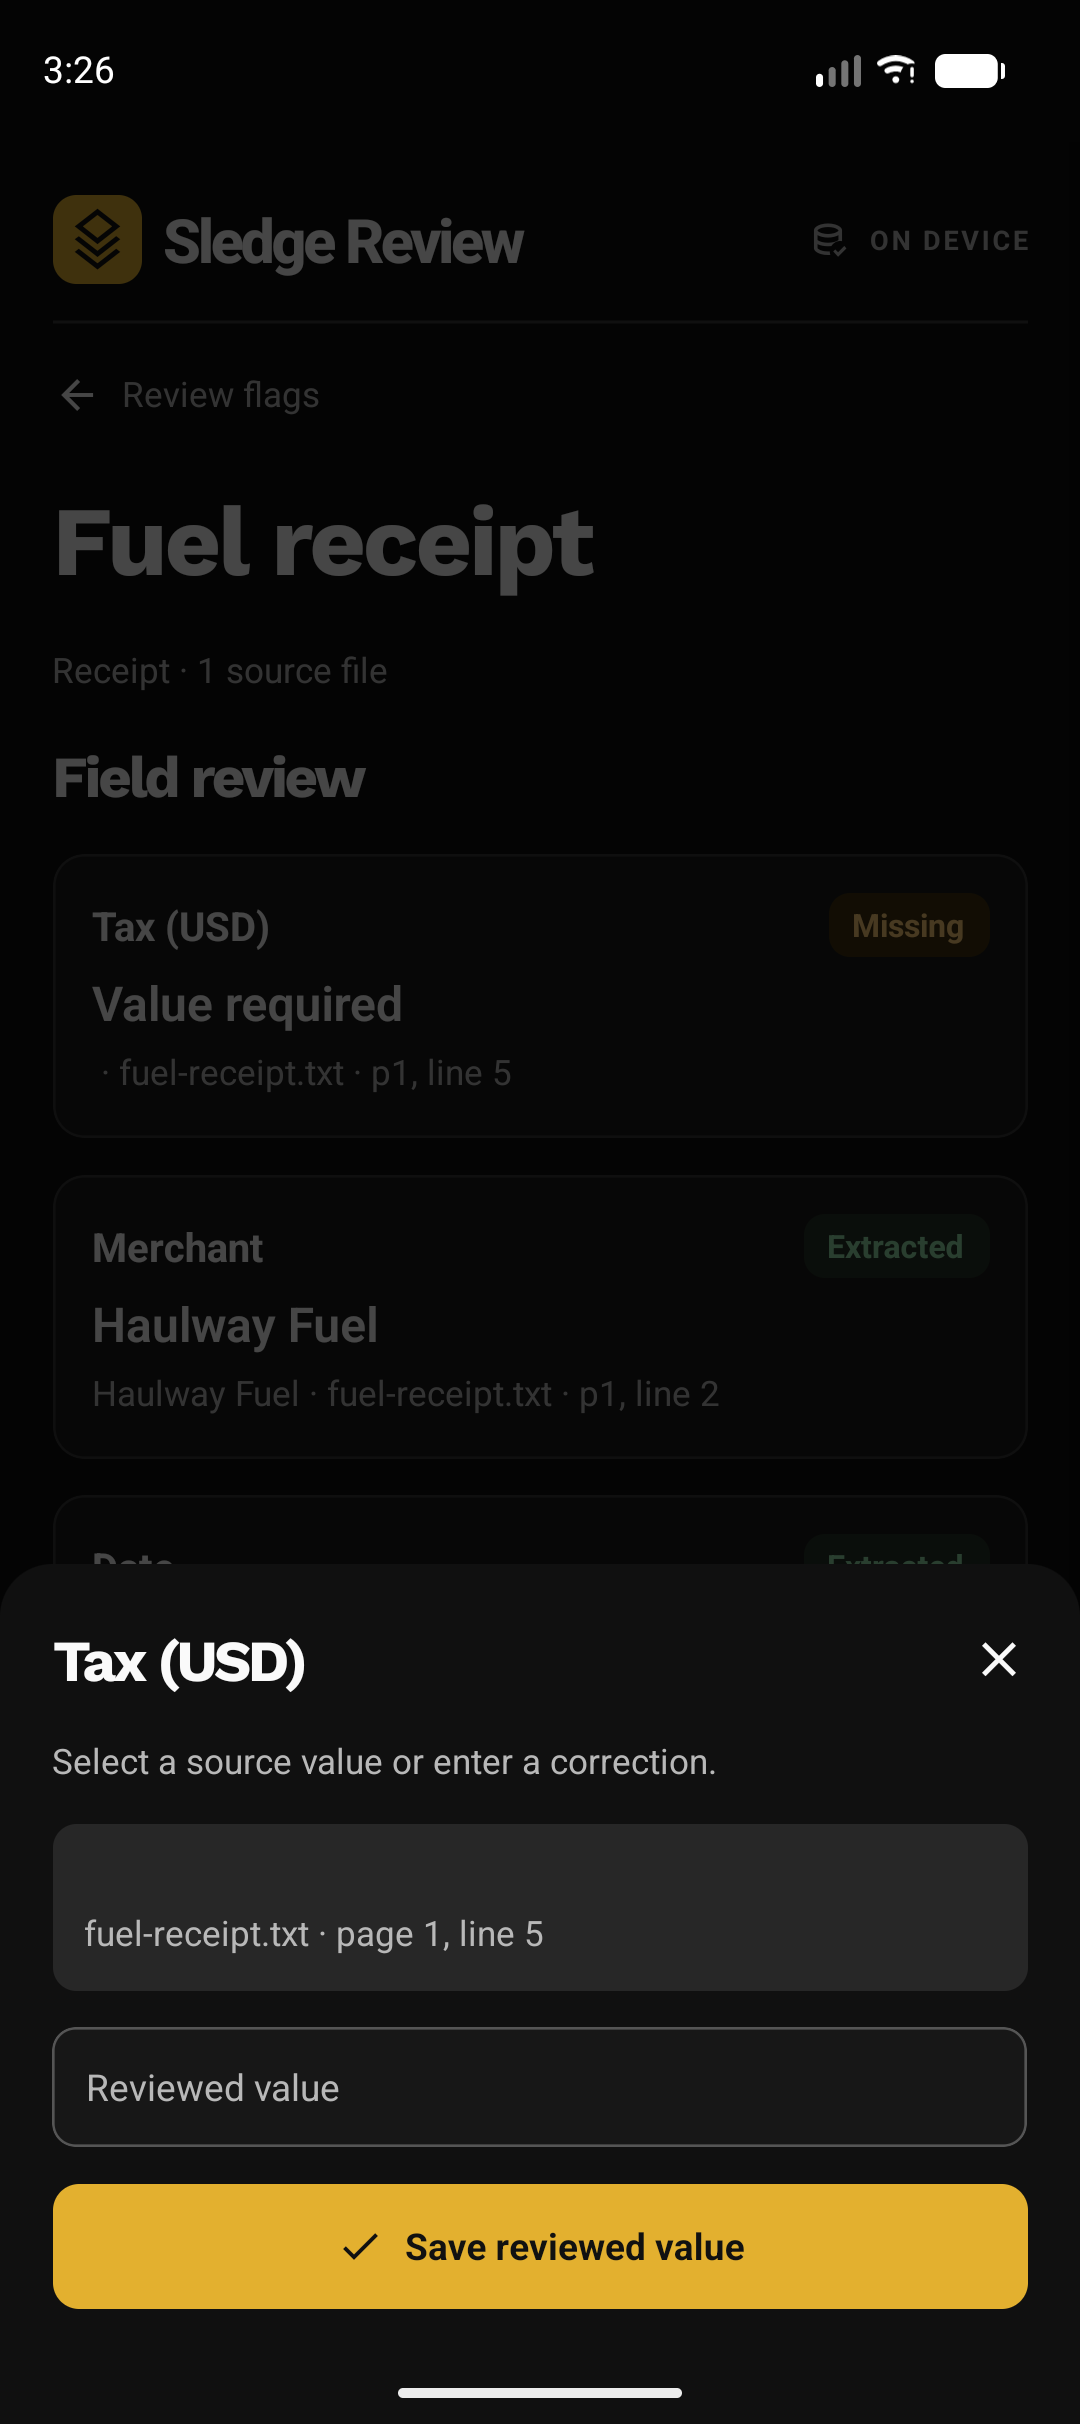 3:26
Sledge Review
ON DEVICE
Review flags
Fuel receipt
Receipt · 1 source file
Field review
Tax (USD)
Missing
Value required
· fuel-receipt.txt · p1, line 5
Merchant
Extracted
Haulway Fuel
Haulway Fuel · fuel-receipt.txt · p1, line 2
Date
Extracted
Tax (USD)
Select a source value or enter a correction.
fuel-receipt.txt · page 1, line 5
Reviewed value
Save reviewed value